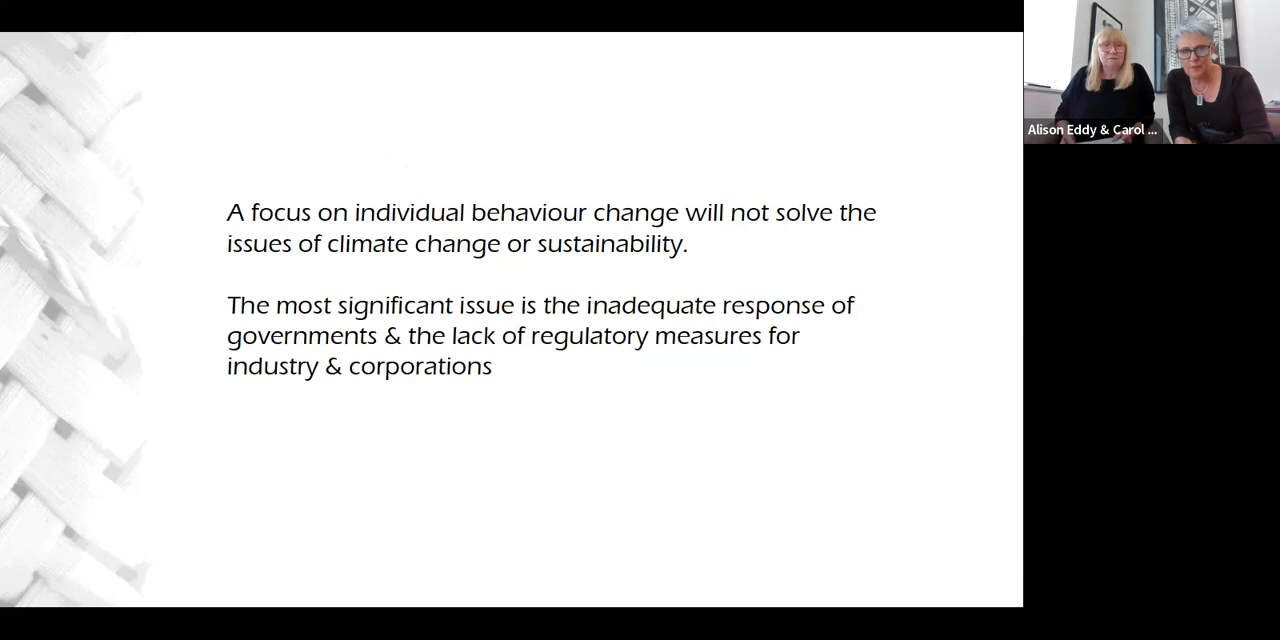 Alison Eddy & Carol ...
A focus on individual behaviour change will not solve the
issues of climate change or sustainability.
The most significant issue is the inadequate response of
governments & the lack of regulatory measures for
industry & corporations